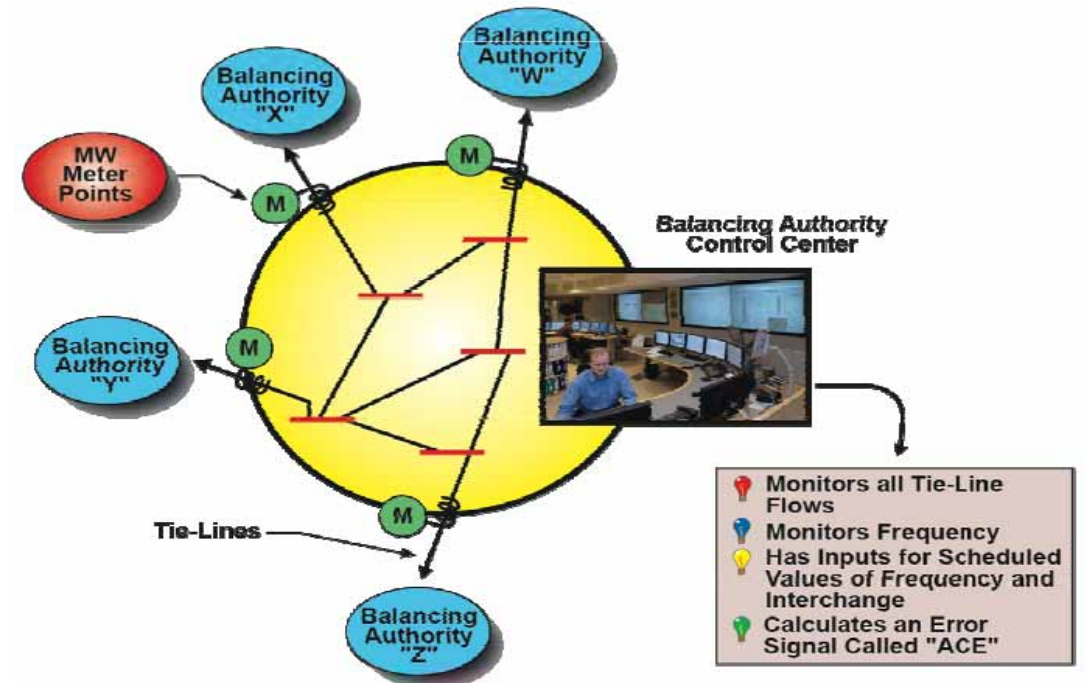 Balancing
Authority
"W"
Balancing
Authority
"X"
MW
Meter
Points
M
M
Balancing Authority
Control Center
M
Balancing
Authority
"Y"
Monitors all Tie-Line
Flows
Monitors Frequency
Has Inputs for Scheduled
Values of Frequency and
Interchange
Calculates an Error
Signal Called "ACE"
M
Tie-Lines
Balancing
Authority
"Z"